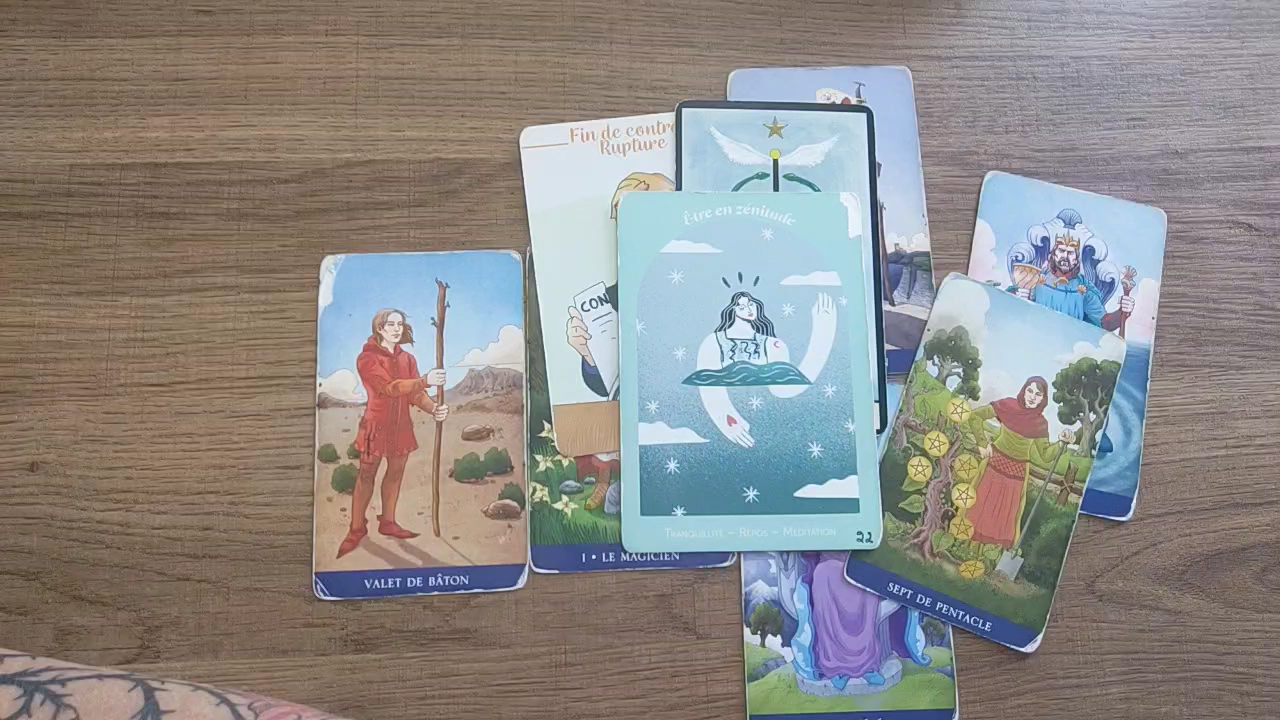 Fin de contr
Rupture
CON
Être en zénitude
TRANQUILLITÉ – REPOS – MÉDITATION
22
VALET DE BÂTON
I • LE MAGICIEN
SEPT DE PENTACLE